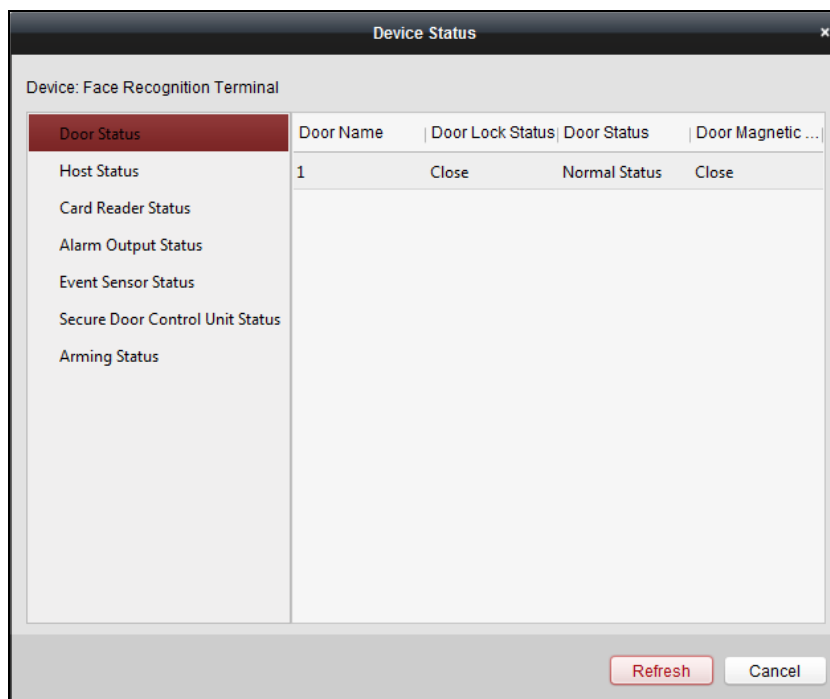 Device Status
×
Device: Face Recognition Terminal
Door Status
Host Status
Card Reader Status
Alarm Output Status
Event Sensor Status
Secure Door Control Unit Status
Arming Status
Door Name Door Lock Status Door Status Door Magnetic ...
1 Close Normal Status Close
Refresh Cancel